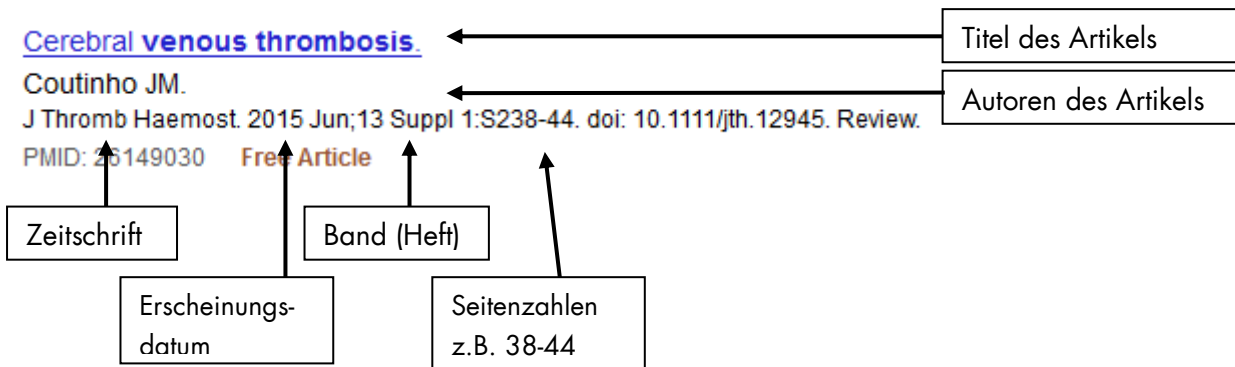 Cerebral venous thrombosis.
Titel des Artikels
Coutinho JM.
Autoren des Artikels
J Thromb Haemost. 2015 Jun;13 Suppl 1:S238-44. doi: 10.1111/jth.12945. Review.
PMID: 26149030 Free Article
Zeitschrift
Band (Heft)
Erscheinungs-
datum
Seitenzahlen
z.B. 38-44